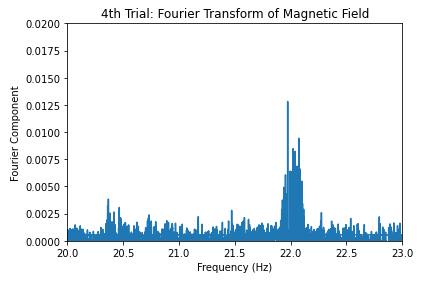 4th Trial: Fourier Transform of Magnetic Field
0.0200
0.0175
0.0150
0.0125
0.0100
0.0075
0.0050
0.0025
0.0000
Fourier Component
20.0 20.5 21.0 21.5 22.0 22.5 23.0
Frequency (Hz)